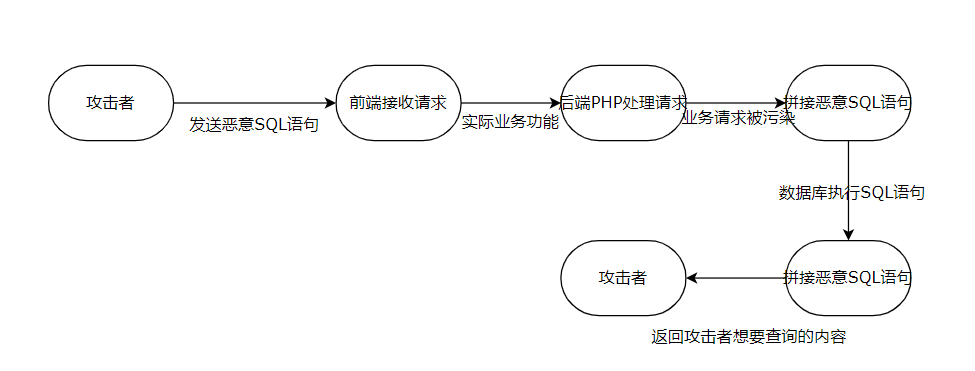 攻击者
发送恶意SQL语句
前端接收请求
实际业务功能
后端PHP处理请求
业务请求被污染
拼接恶意SQL语句
数据库执行SQL语句
拼接恶意SQL语句
返回攻击者想要查询的内容
攻击者